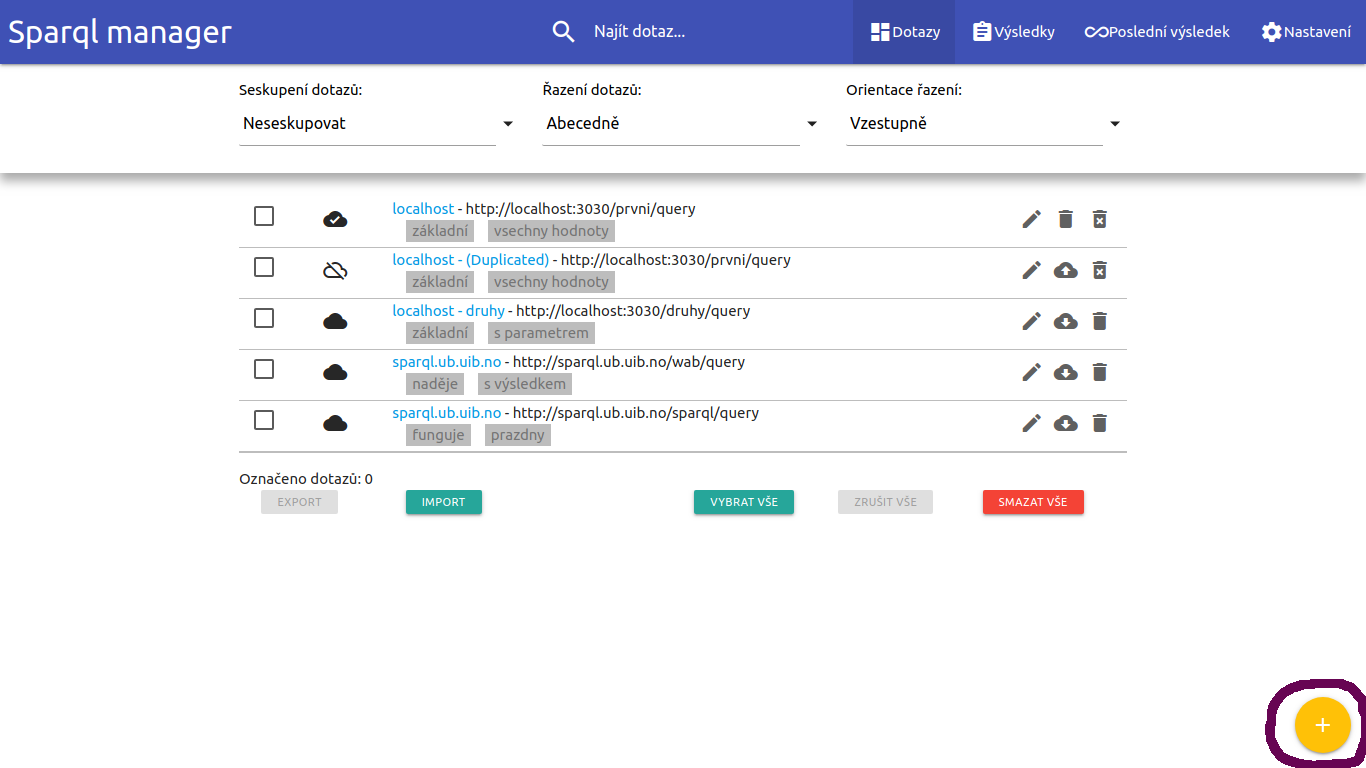 Sparql manager
Najít dotaz...
Dotazy
Výsledky
Poslední výsledek
Nastavení
Seskupení dotazů:
Řazení dotazů:
Orientace řazení:
Neseskupovat
Abecedně
Vzestupně
localhost - http://localhost:3030/prvni/query
základní vsechny hodnoty
localhost - (Duplicated) - http://localhost:3030/prvni/query
základní vsechny hodnoty
localhost - druhy - http://localhost:3030/druhy/query
základní s parametrem
sparql.ub.uib.no - http://sparql.ub.uib.no/wab/query
naděje s výsledkem
sparql.ub.uib.no - http://sparql.ub.uib.no/sparql/query
funguje prazdny
Označeno dotazů: 0
EXPORT
IMPORT
VYBRAT VŠE
ZRUŠIT VŠE
SMAZAT VŠE
+